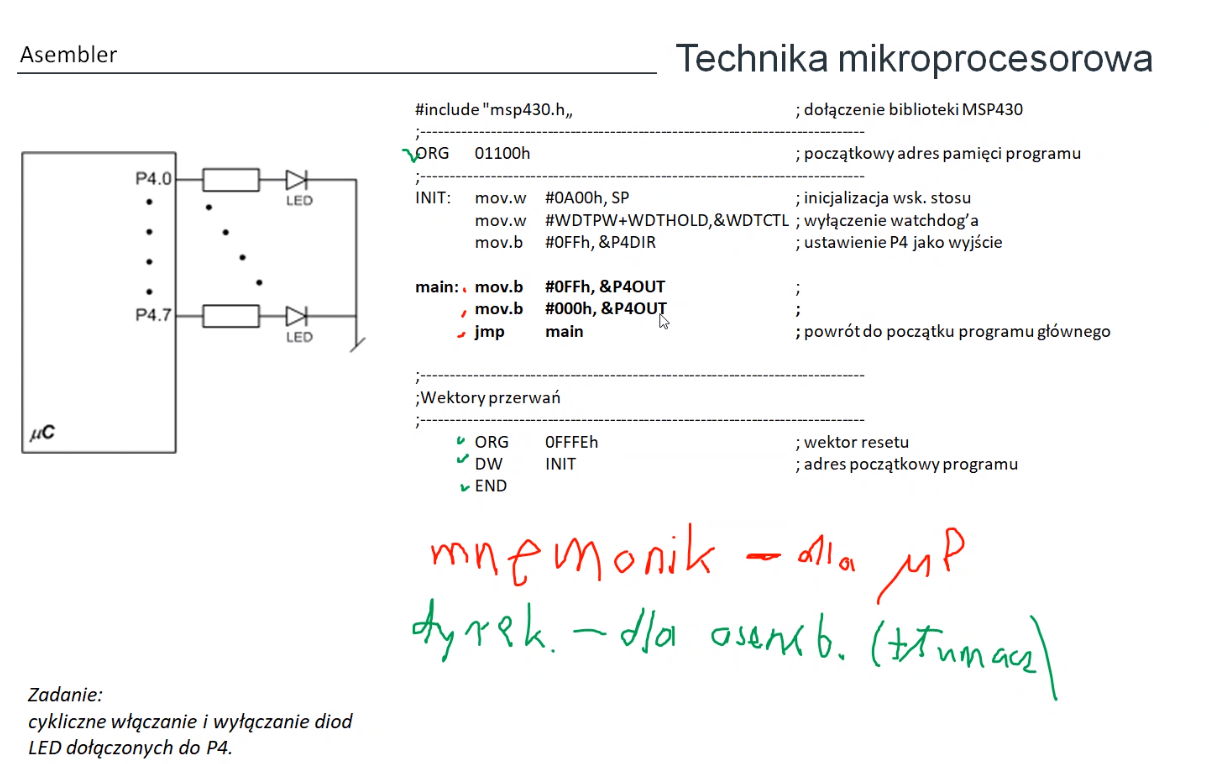 Asembler
Technika mikroprocesorowa
#include "msp430.h„ ; dołączenie biblioteki MSP430
;---------------------------------------------------------------------------
ORG 01100h ; początkowy adres pamięci programu
;---------------------------------------------------------------------------
INIT: mov.w #0A00h, SP ; inicjalizacja wsk. stosu
mov.w #WDTPW+WDTHOLD,&WDTCTL ; wyłączenie watchdog'a
mov.b #0FFh, &P4DIR ; ustawienie P4 jako wyjście
main: mov.b #0FFh, &P4OUT ;
mov.b #000h, &P4OUT ;
jmp main ; powrót do początku programu głównego
;---------------------------------------------------------------------------
;Wektory przerwań
;---------------------------------------------------------------------------
ORG 0FFFEh ; wektor resetu
DW INIT ; adres początkowy programu
END
P4.0
LED
P4.7
LED
µC
mnemonik – dla µP
dyrek. – dla asemb. (tłumacz)
Zadanie:
cykliczne włączanie i wyłączanie diod
LED dołączonych do P4.